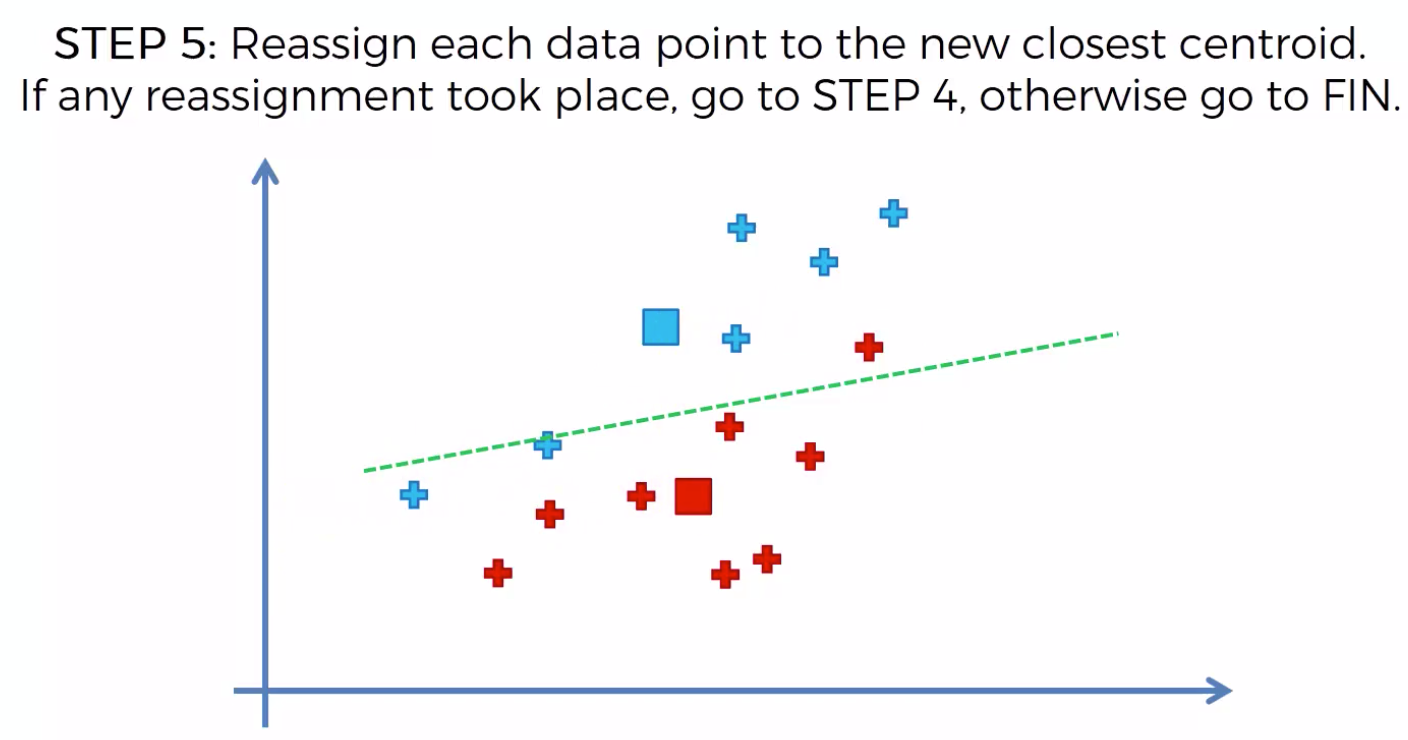 STEP 5: Reassign each data point to the new closest centroid.
If any reassignment took place, go to STEP 4, otherwise go to FIN.